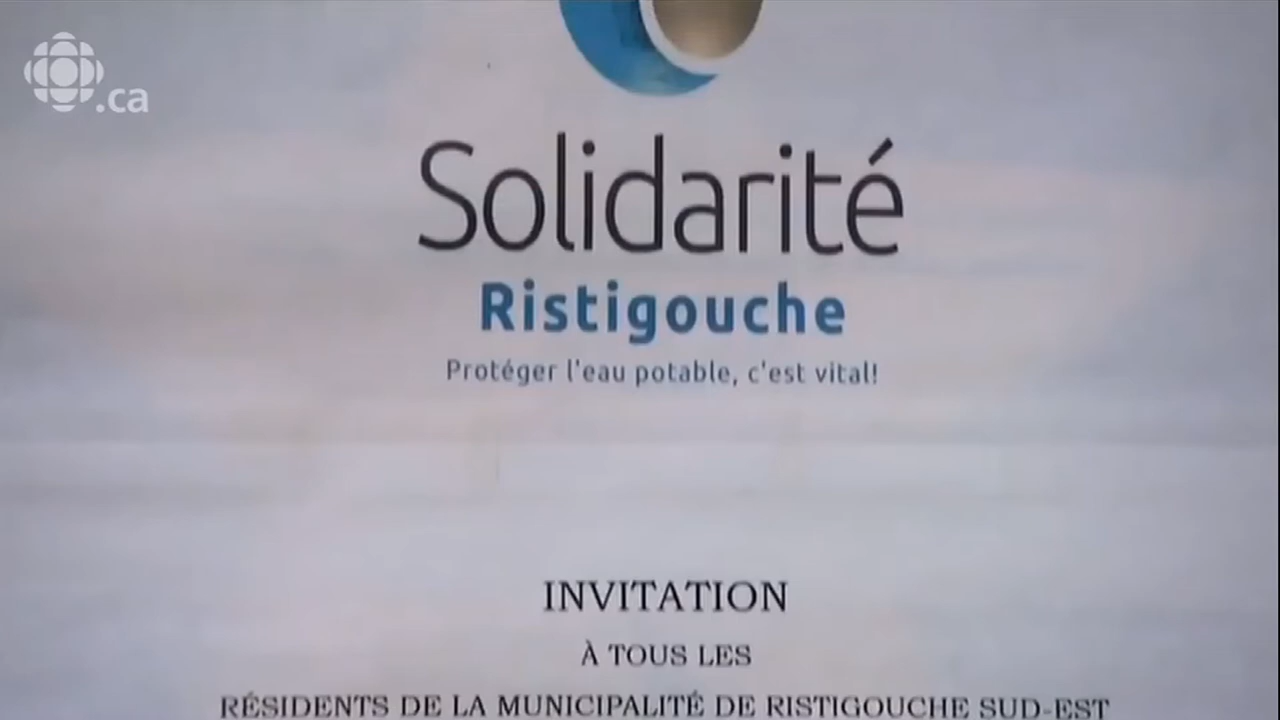 .ca
Solidarité
Ristigouche
Protéger l'eau potable, c'est vital!
INVITATION
À TOUS LES
RÉSIDENTS DE LA MUNICIPALITÉ DE RISTIGOUCHE SUD-EST